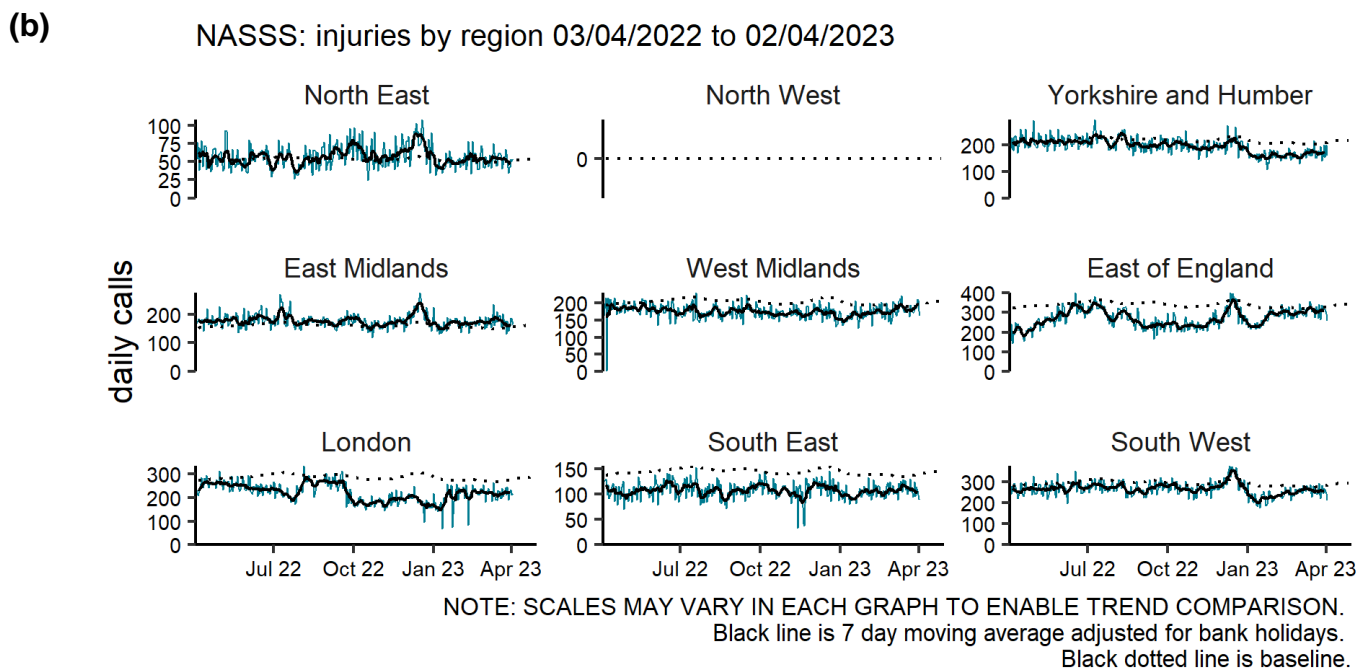 (b)
NASSS: injuries by region 03/04/2022 to 02/04/2023
North East
North West
Yorkshire and Humber
100
75
50
25
0
0
200
100
0
East Midlands
West Midlands
East of England
daily calls
200
100
0
200
150
100
50
0
400
300
200
100
0
London
South East
South West
300
200
100
0
150
100
50
0
300
200
100
0
Jul 22 Oct 22 Jan 23 Apr 23
Jul 22 Oct 22 Jan 23 Apr 23
Jul 22 Oct 22 Jan 23 Apr 23
NOTE: SCALES MAY VARY IN EACH GRAPH TO ENABLE TREND COMPARISON.
Black line is 7 day moving average adjusted for bank holidays.
Black dotted line is baseline.